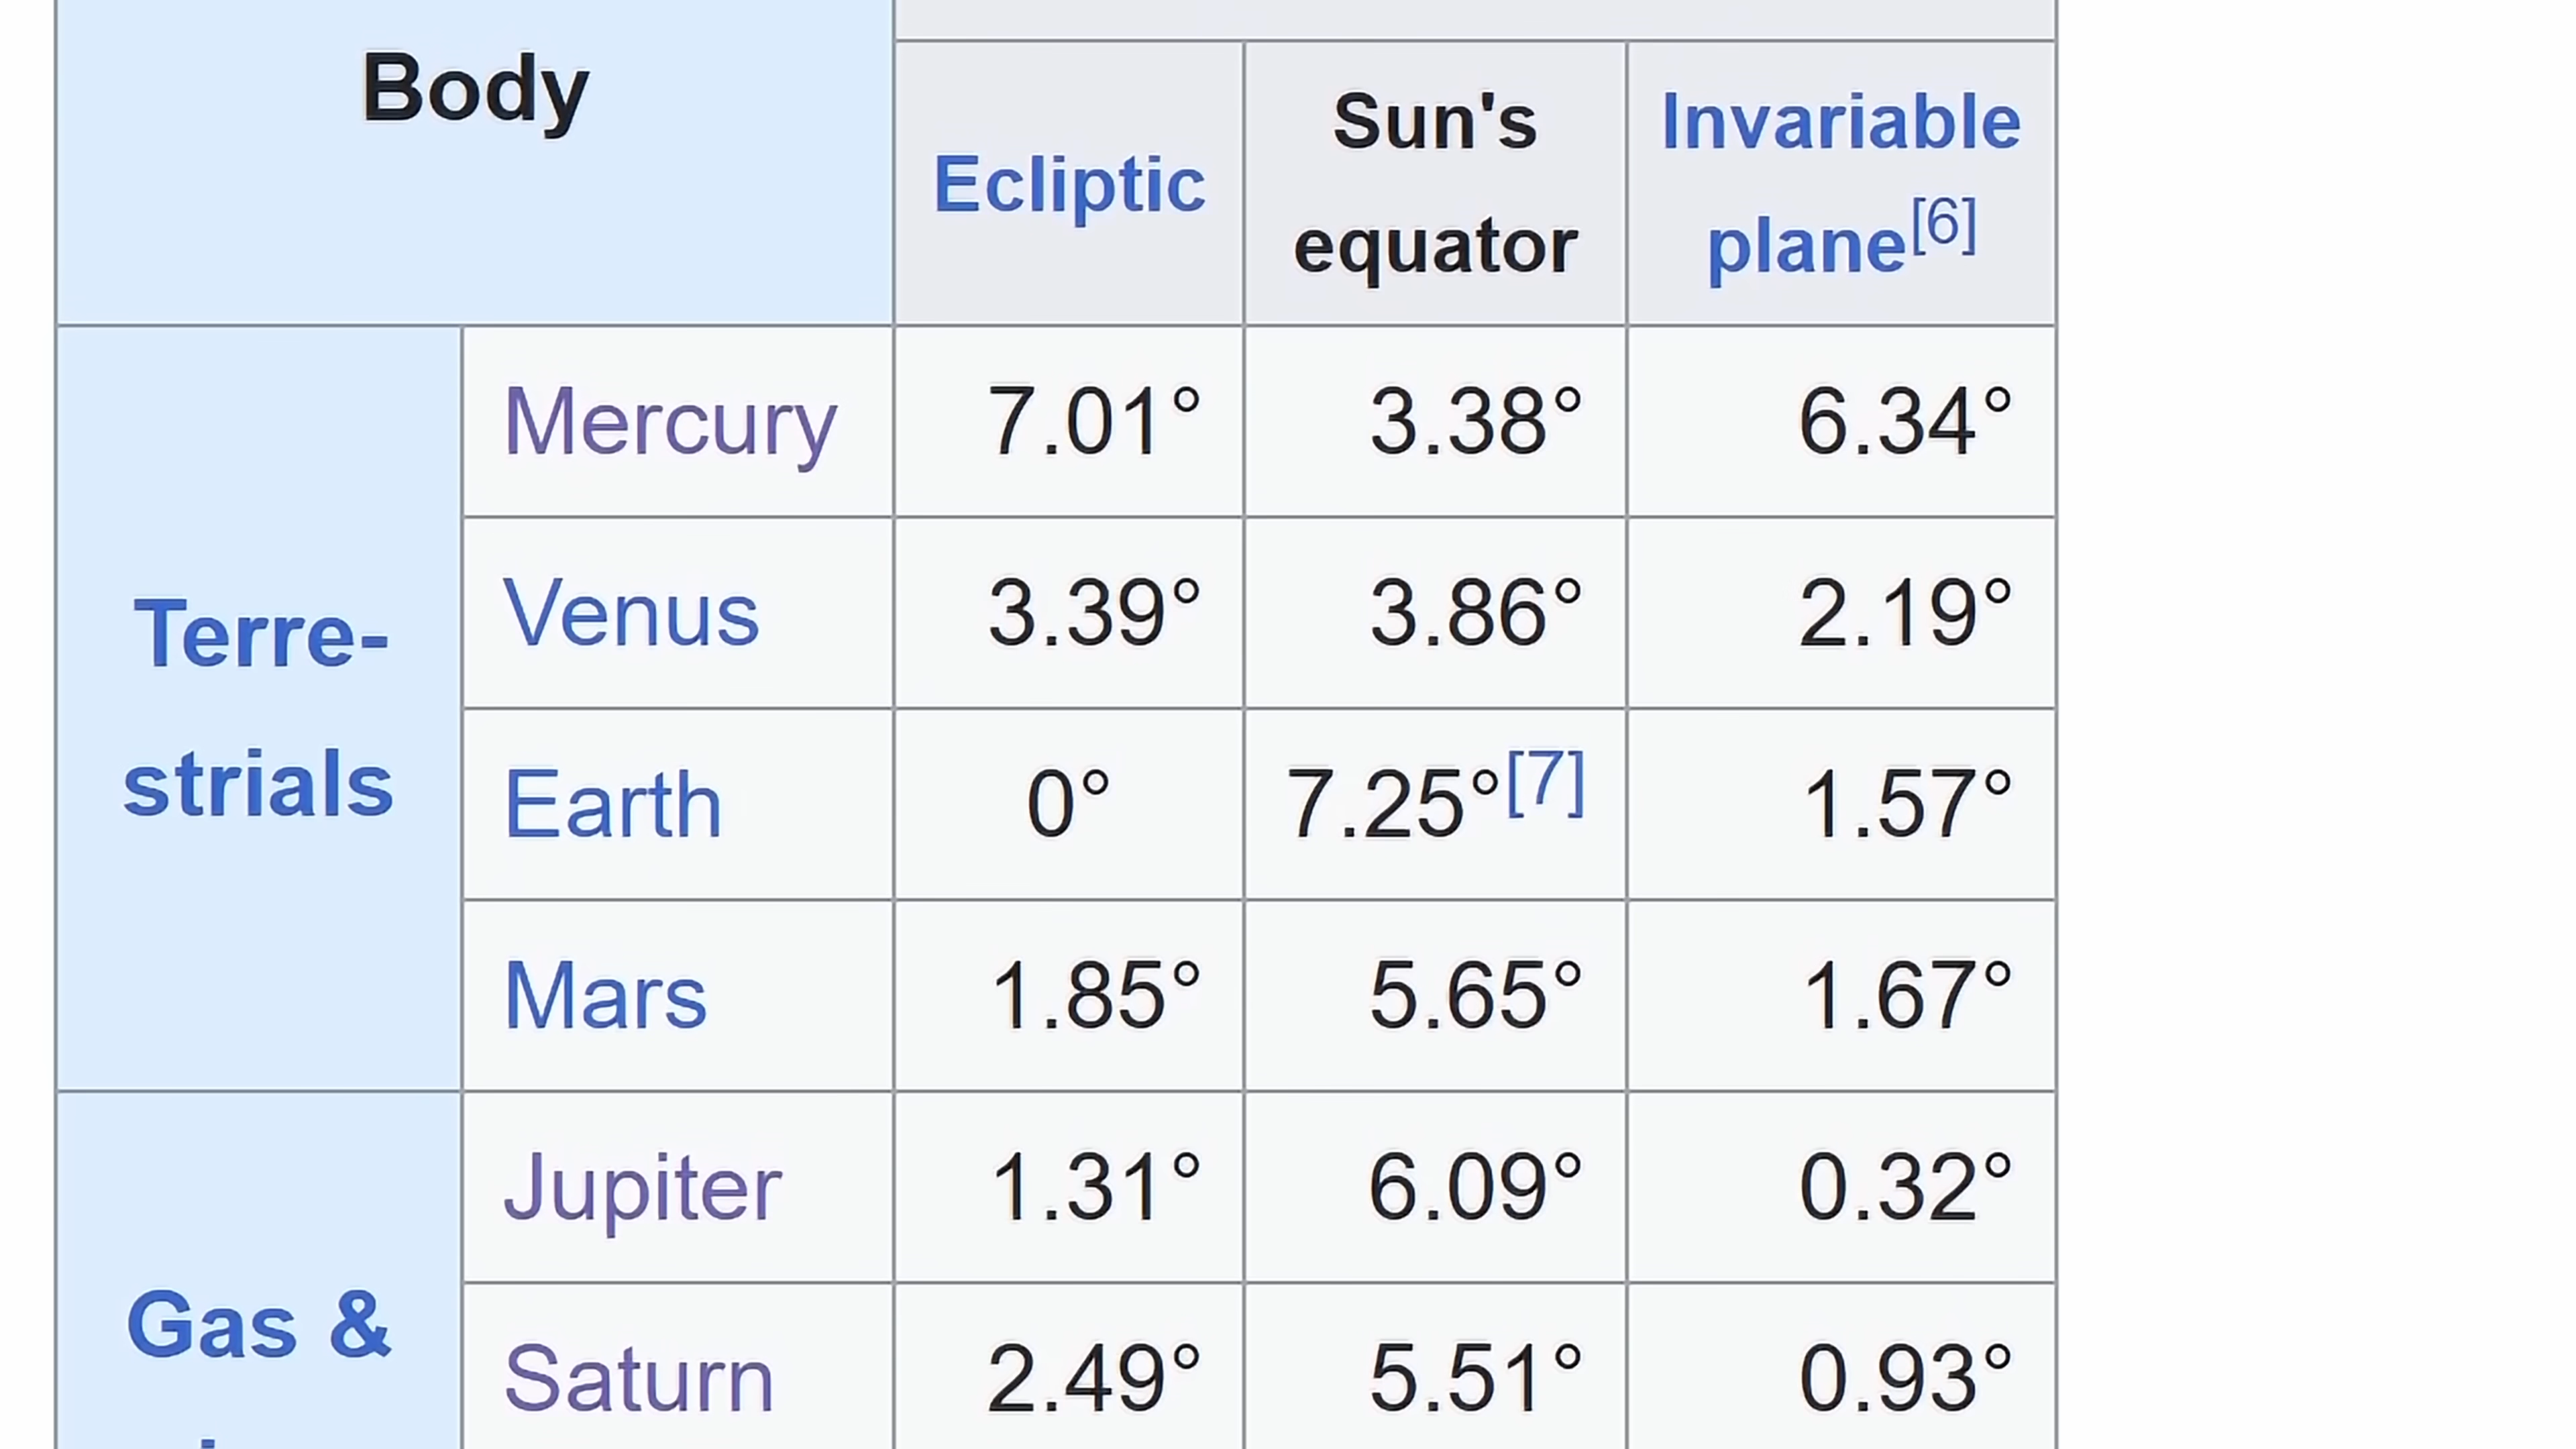 Body
Ecliptic
Sun's
equator
Invariable
plane[6]
Terre-
strials
Mercury 7.01° 3.38° 6.34°
Venus 3.39° 3.86° 2.19°
Earth 0° 7.25°[7] 1.57°
Mars 1.85° 5.65° 1.67°
Gas &
Jupiter 1.31° 6.09° 0.32°
Saturn 2.49° 5.51° 0.93°